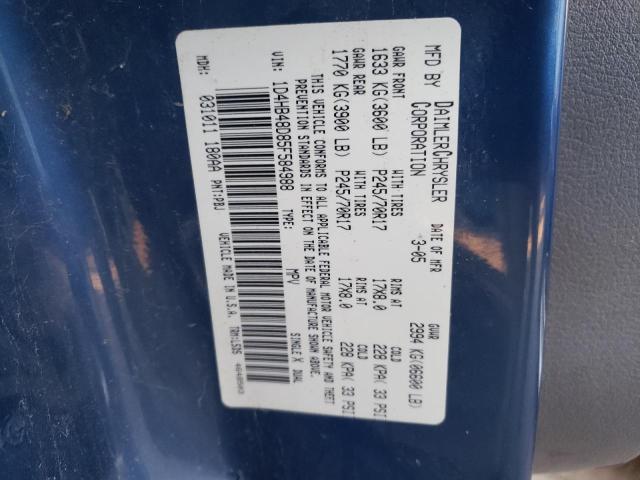 MFD BY DAIMLERCHRYSLER CORPORATION DATE OF MFR 3-05 GVWR 2994 KG(06600 LB)
GAWR FRONT WITH TIRES RIMS AT COLD
1633 KG(3600 LB) P245/70R17 17X8.0 228 KPA( 33 PSI
GAWR REAR WITH TIRES RIMS AT COLD
1770 KG(3900 LB) P245/70R17 17X8.0 228 KPA( 33 PSI
THIS VEHICLE CONFORMS TO ALL APPLICABLE FEDERAL MOTOR VEHICLE SAFETY AND THEFT
PREVENTION STANDARDS IN EFFECT ON THE DATE OF MANUFACTURE SHOWN ABOVE.
VIN: 1D4HB48D85F584988 TYPE: MPV SINGLE X DUAL
MDH: 031011 180AA PNT:PBJ
VEHICLE MADE IN U.S.A. TRM:L5D5